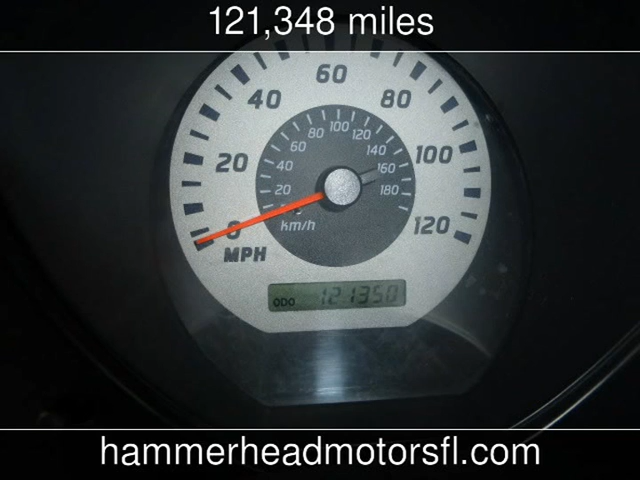 121,348 miles
60
40 80
20 100
0 120
MPH
80 100 120
60 140
40 160
20 180
km/h
ODO 121350
hammerheadmotorsfl.com